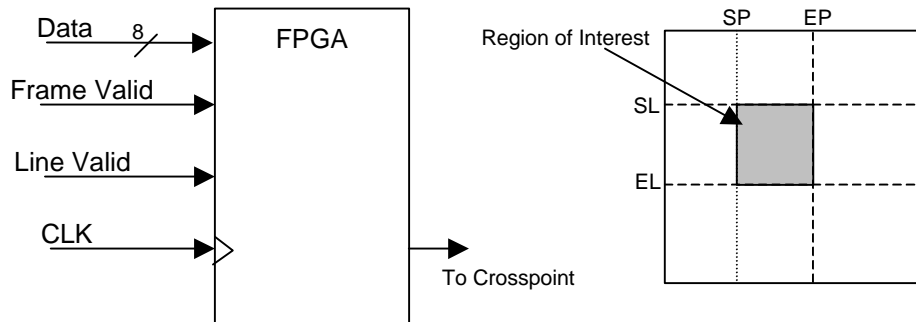 Data
8
FPGA
Frame Valid
Line Valid
CLK
To Crosspoint
SP
EP
Region of Interest
SL
EL